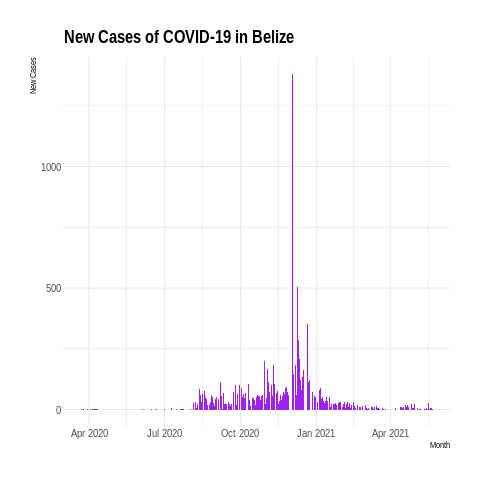 New Cases of COVID-19 in Belize
New Cases
1000
500
0
Apr 2020 Jul 2020 Oct 2020 Jan 2021 Apr 2021
Month